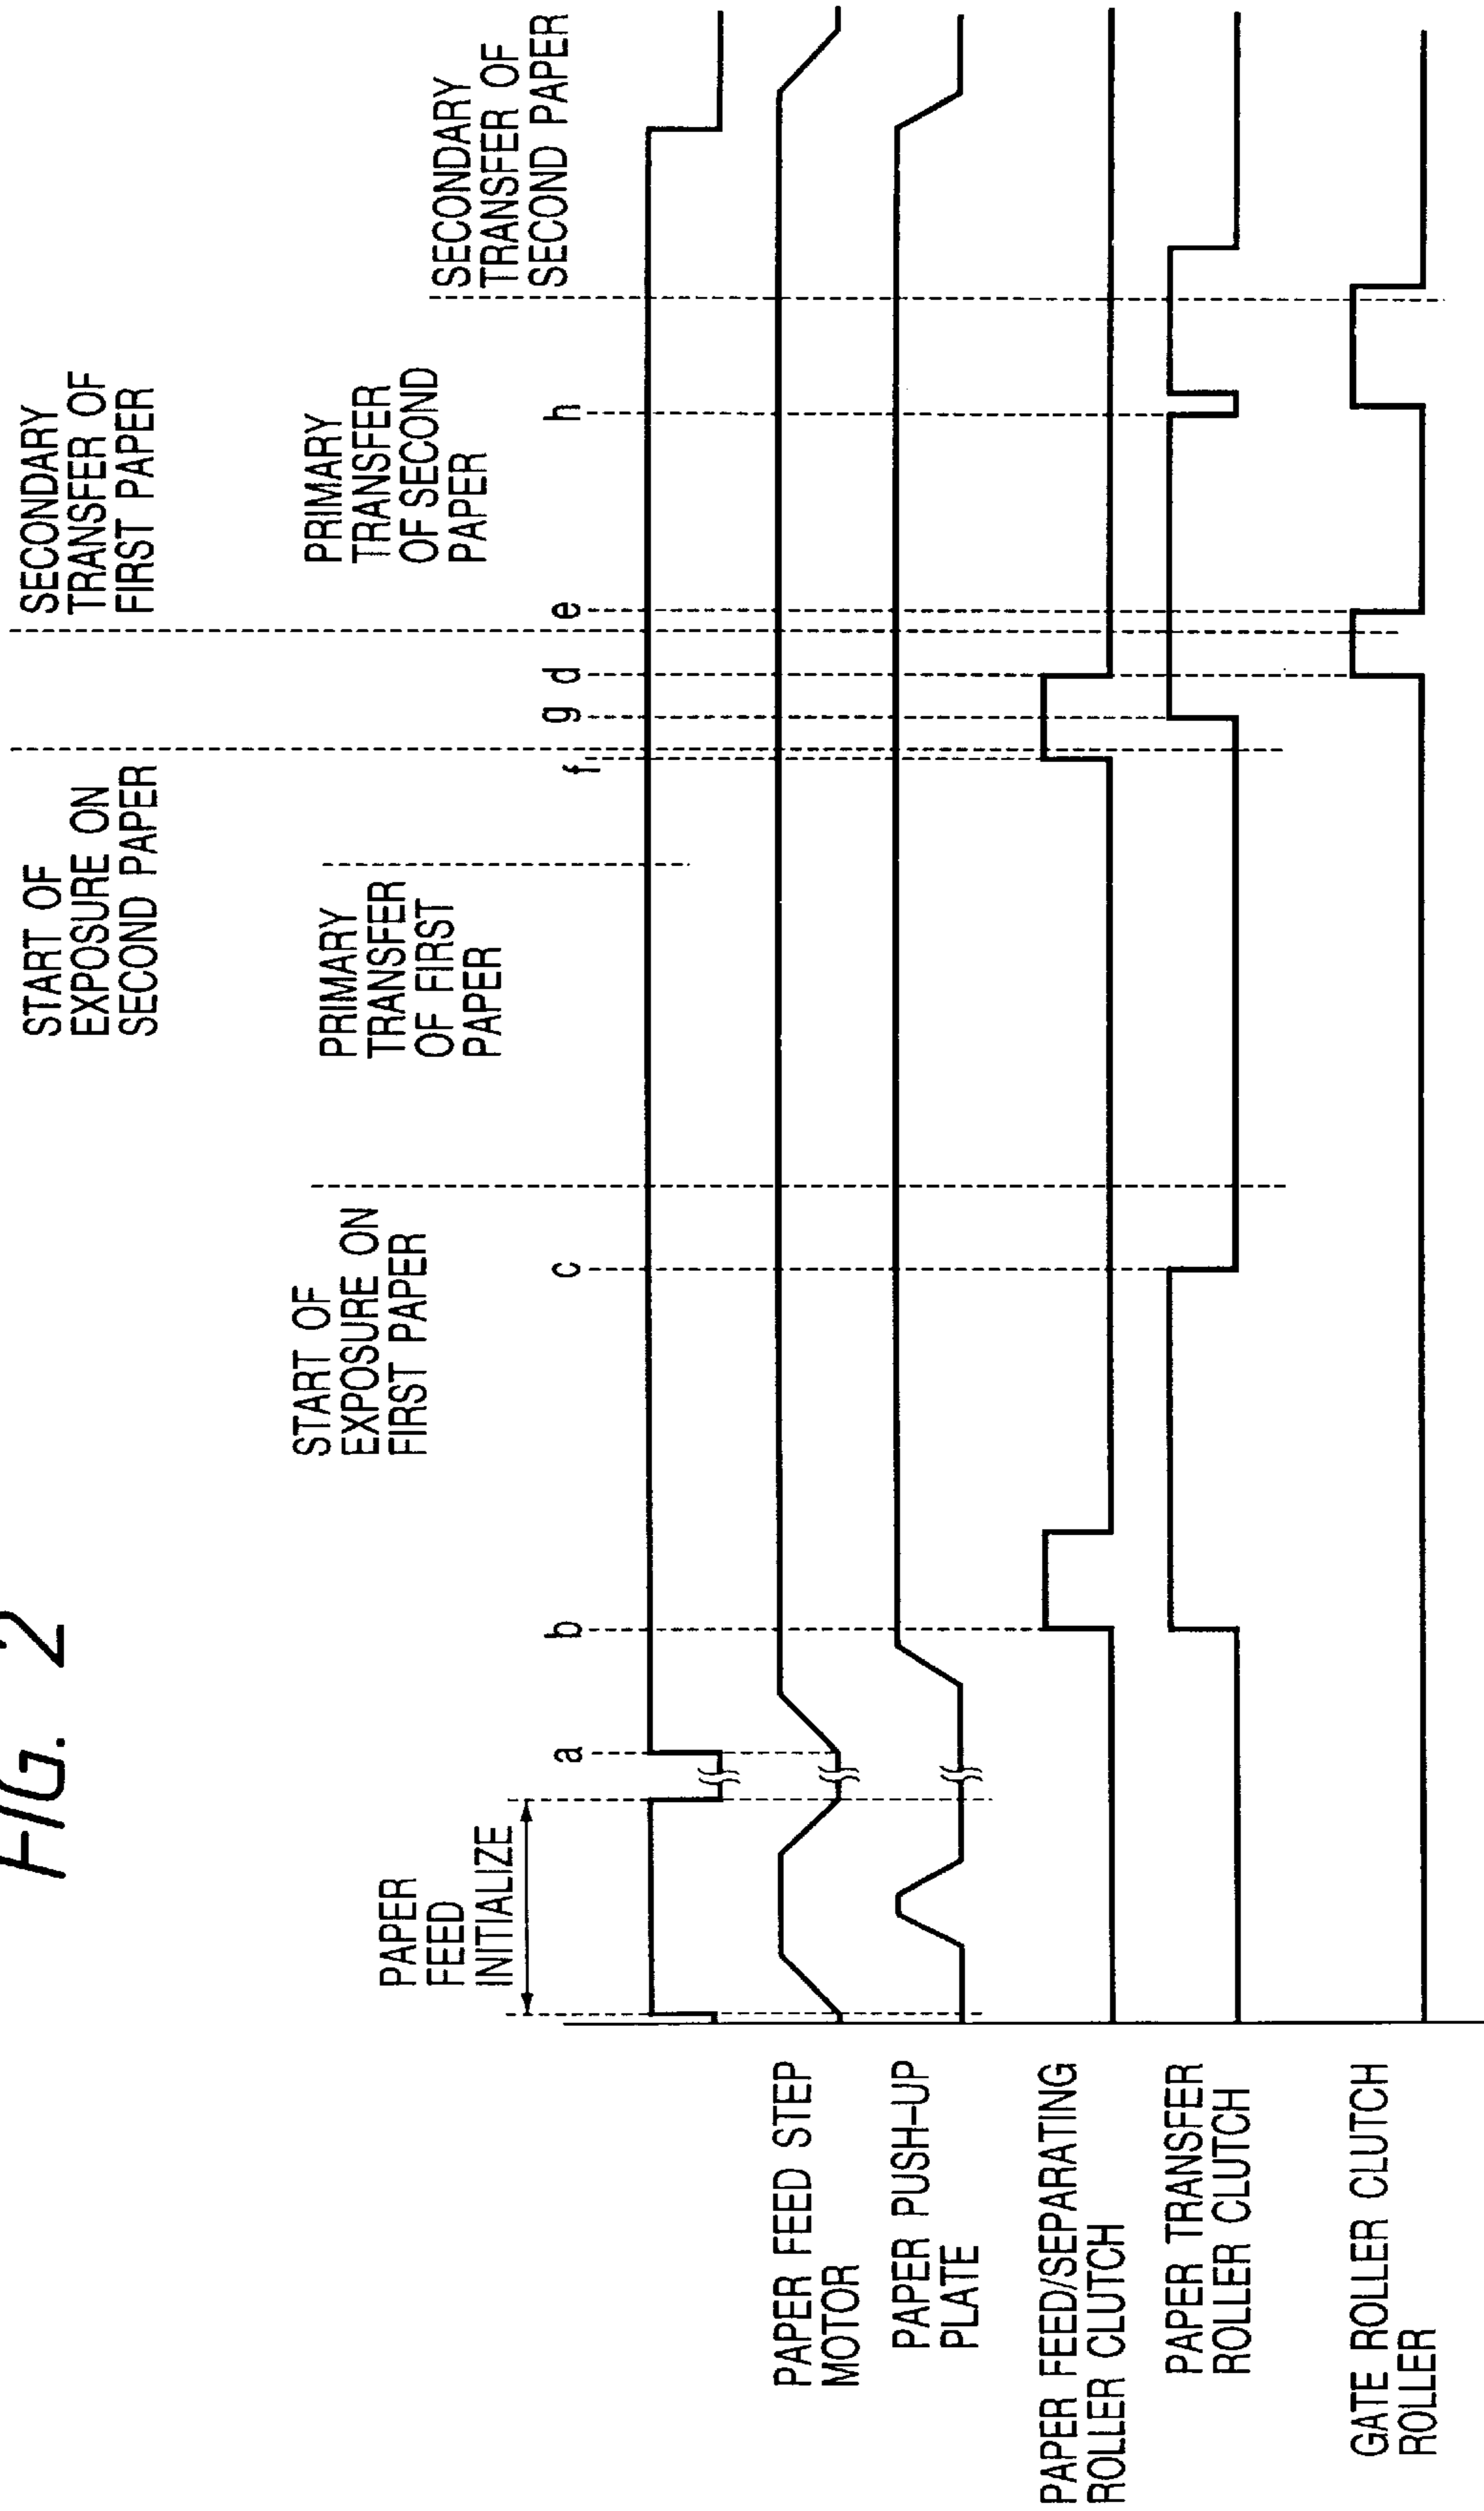 FIG. 2
START OF
EXPOSURE ON
SECOND PAPER
SECONDARY
TRANSFER OF
FIRST PAPER
START OF
EXPOSURE ON
FIRST PAPER
PRIMARY
TRANSFER
OF FIRST
PAPER
PRIMARY
TRANSFER
OF SECOND
PAPER
PAPER
FEED
INITIALIZE
SECONDARY
TRANSFER OF
SECOND PAPER
a
b
c
f
g
d
e
h
PAPER FEED STEP
MOTOR
PAPER PUSH-UP
PLATE
PAPER FEED/SEPARATING
ROLLER CLUTCH
PAPER TRANSFER
ROLLER CLUTCH
GATE ROLLER CLUTCH
ROLLER